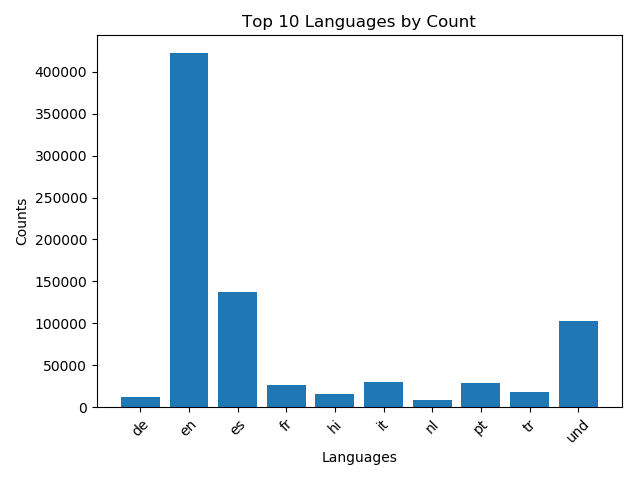 Top 10 Languages by Count
Counts
400000
350000
300000
250000
200000
150000
100000
50000
0
de
en
es
fr
hi
it
nl
pt
tr
und
Languages